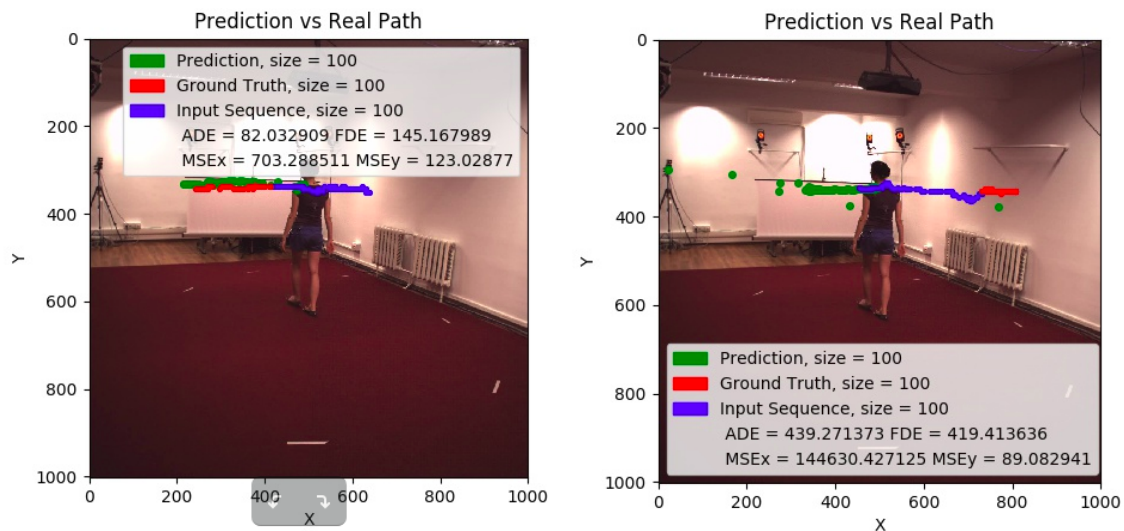 Prediction vs Real Path
0
200
400
600
800
1000
Y
Prediction, size = 100
Ground Truth, size = 100
Input Sequence, size = 100
ADE = 82.032909 FDE = 145.167989
MSEx = 703.288511 MSEy = 123.02877
0 200 400 600 800 1000
X
Prediction vs Real Path
0
200
400
600
800
1000
Y
Prediction, size = 100
Ground Truth, size = 100
Input Sequence, size = 100
ADE = 439.271373 FDE = 419.413636
MSEx = 144630.427125 MSEy = 89.082941
0 200 400 600 800 1000
X